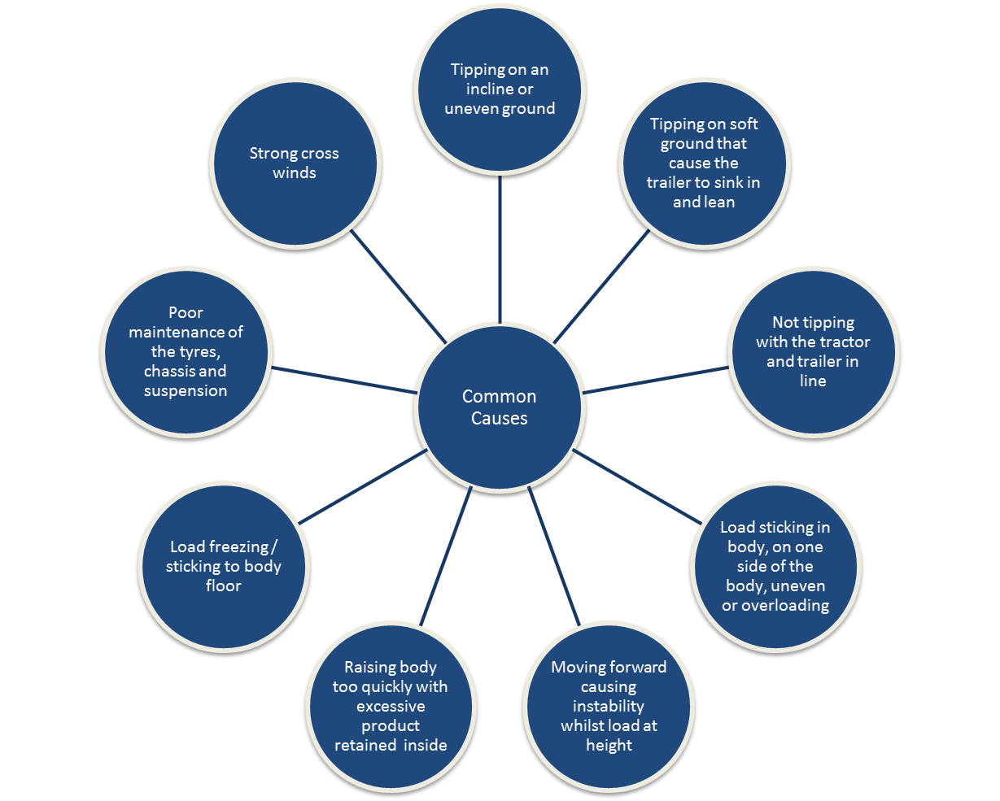 Tipping on an
incline or
uneven ground
Tipping on soft
ground that
cause the
trailer to sink in
and lean
Not tipping
with the tractor
and trailer in
line
Load sticking in
body, on one
side of the
body, uneven
or overloading
Moving forward
causing
instability
whilst load at
height
Raising body
too quickly with
excessive
product
retained inside
Load freezing /
sticking to body
floor
Poor
maintenance of
the tyres,
chassis and
suspension
Strong cross
winds
Common
Causes